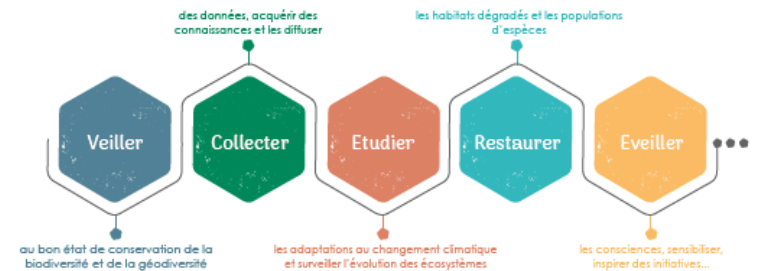 des données, acquérir des
connaissances et les diffuser
les habitats dégradés et les populations
d'espèces
Veiller
Collecter
Etudier
Restaurer
Eveiller
au bon état de conservation de la
biodiversité et de la géodiversité
les adaptations au changement climatique
et surveiller l'évolution des écosystèmes
les consciences, sensibiliser,
inspirer des initiatives...